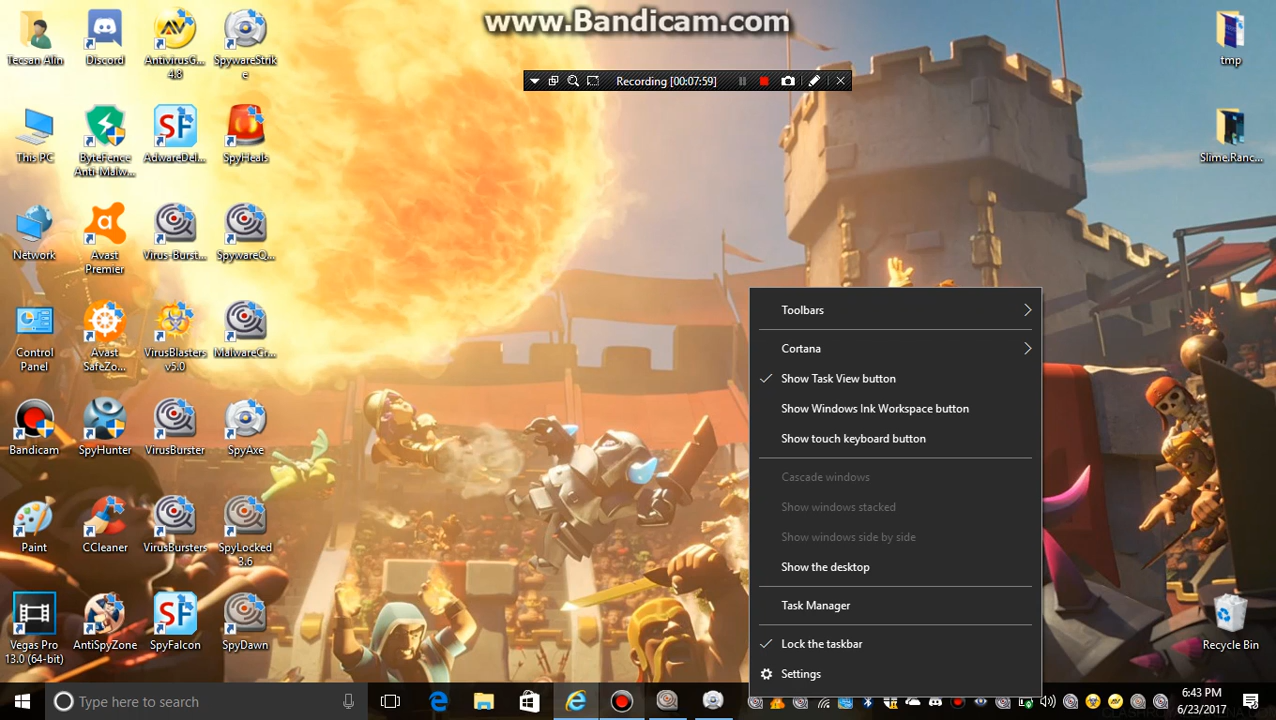 www.Bandicam.com
Recording [00:07:59]
Tecsan Alin
Discord
AntivirusG...
4.8
SpywareStrik
e
tmp
This PC
ByteFence
Anti-Malw...
AdwareDel...
SpyHeals
Slime.Ranc...
Network
Avast
Premier
Virus-Burst...
SpywareQ...
Control
Panel
Avast
SafeZo...
VirusBlasters
v5.0
MalwareGr...
Bandicam
SpyHunter
VirusBurster
SpyAxe
Paint
CCleaner
VirusBursters
SpyLocked
3.6
Vegas Pro
13.0 (64-bit)
AntiSpyZone
SpyFalcon
SpyDawn
Recycle Bin
Toolbars
Cortana
Show Task View button
Show Windows Ink Workspace button
Show touch keyboard button
Cascade windows
Show windows stacked
Show windows side by side
Show the desktop
Task Manager
Lock the taskbar
Settings
Type here to search
6:43 PM
6/23/2017